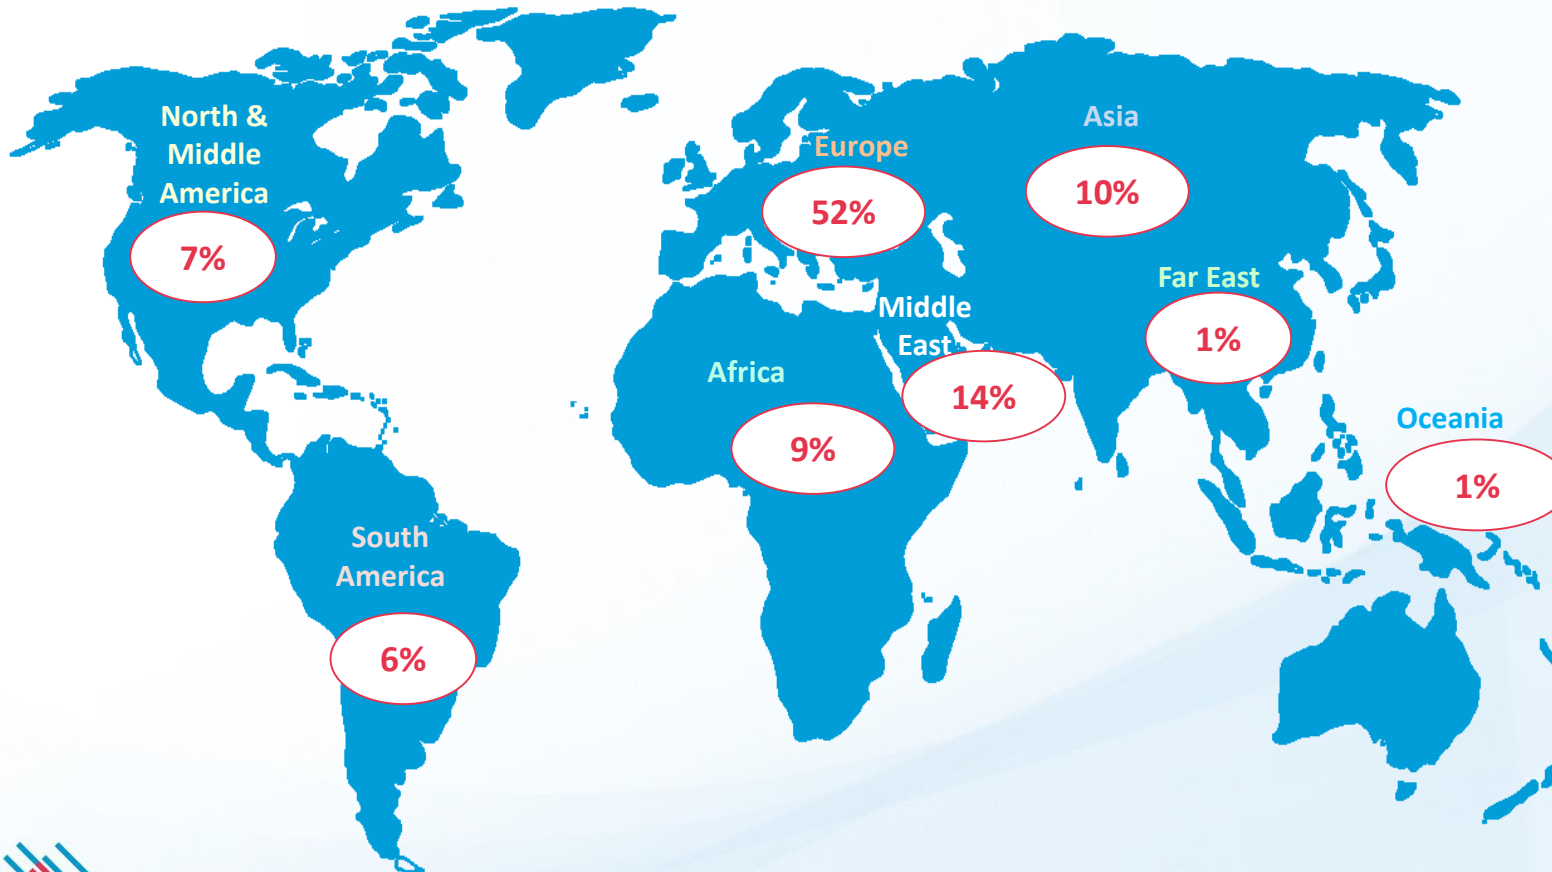 North &
Middle
America
7%
Europe
52%
Asia
10%
Far East
1%
Middle
East
14%
Africa
9%
Oceania
1%
South
America
6%